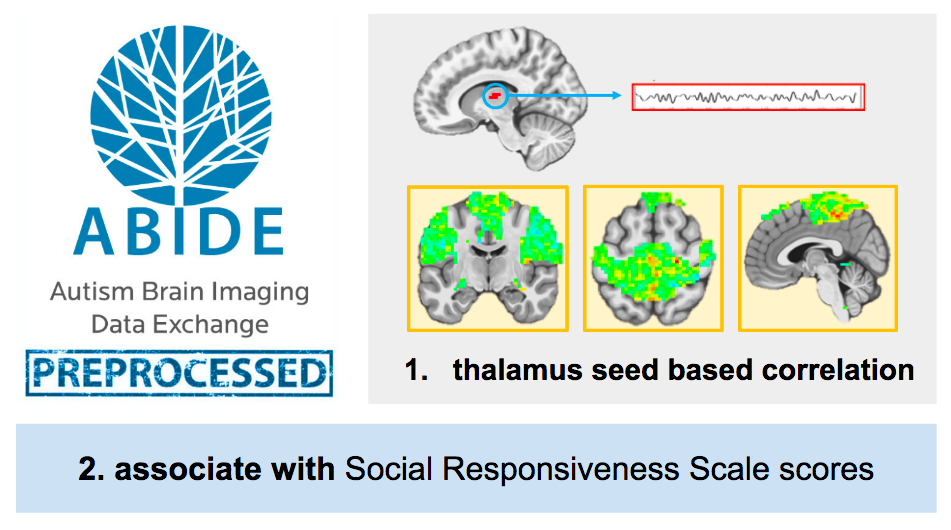 ABIDE
Autism Brain Imaging
Data Exchange
PREPROCESSED
1. thalamus seed based correlation
2. associate with Social Responsiveness Scale scores